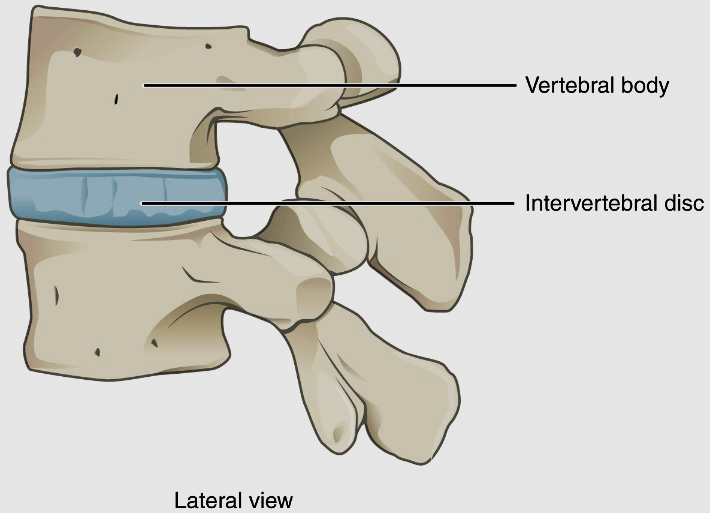 Vertebral body
Intervertebral disc
Lateral view